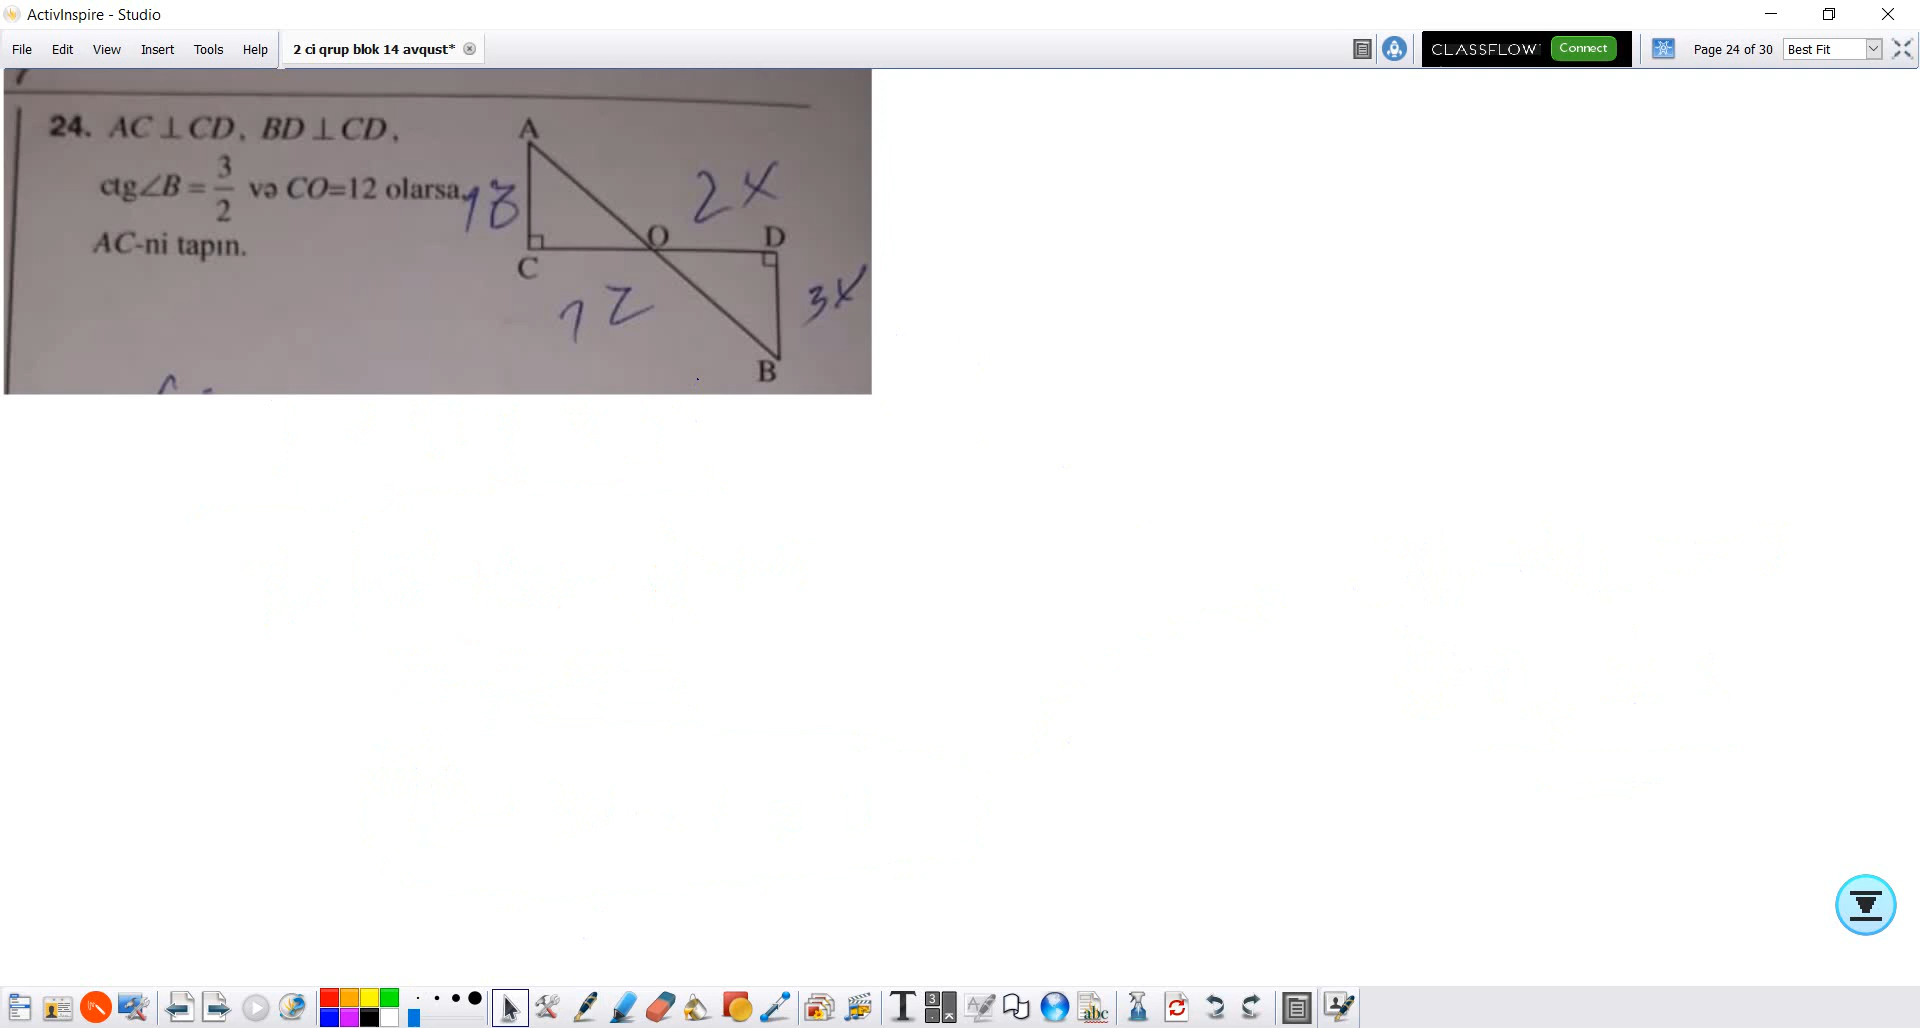 ActivInspire - Studio
File Edit View Insert Tools Help 2 ci qrup blok 14 avqust* CLASSFLOW Connect Page 24 of 30 Best Fit
24. AC ⊥ CD, BD ⊥ CD,
ctg∠B = 3/2 və CO=12 olarsa,
AC-ni tapın.
A
18
2x
O
D
C
12
3x
B
T
3
abc